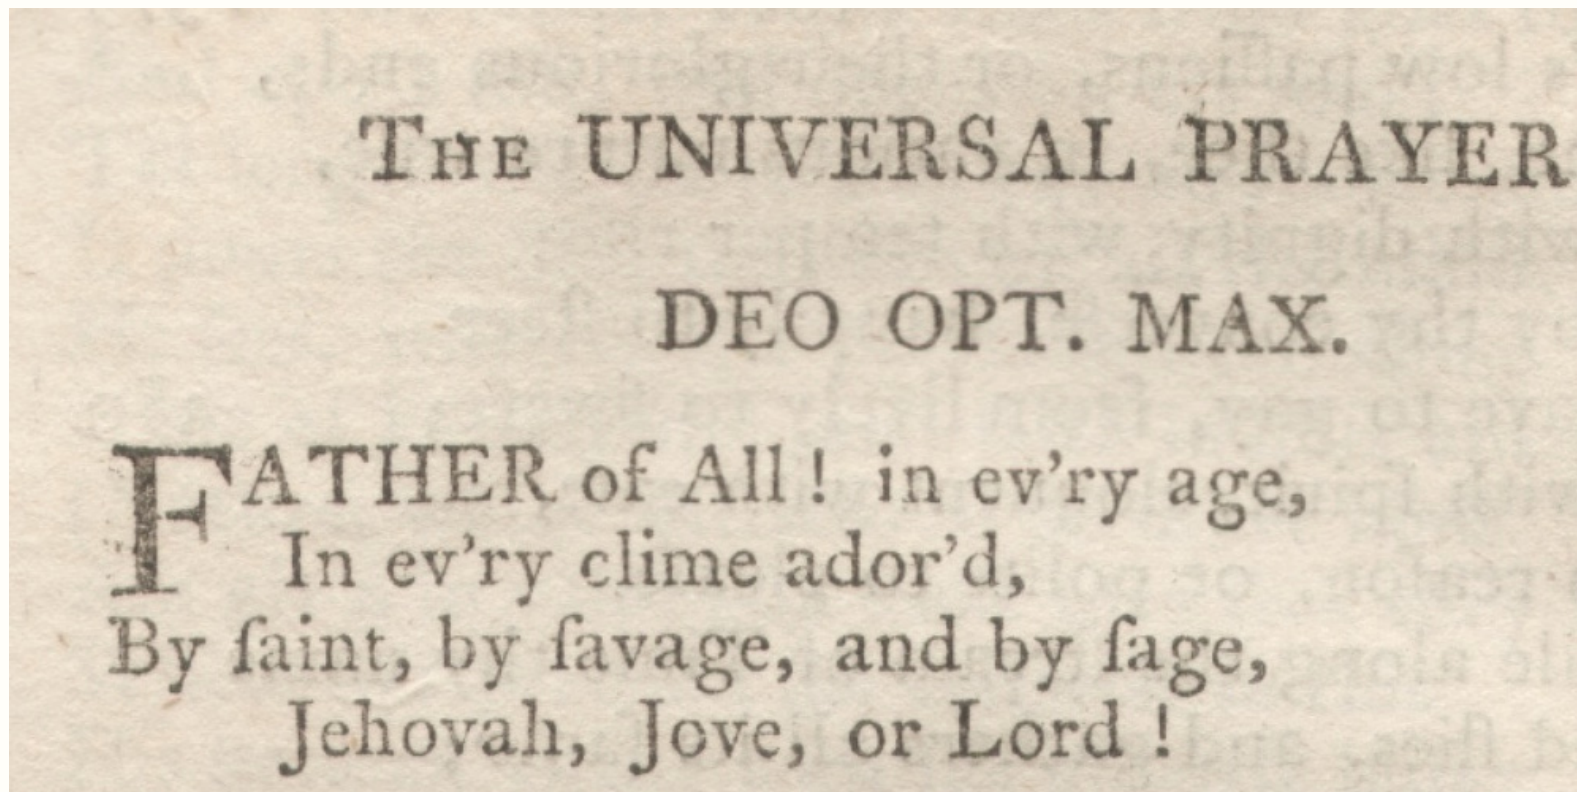 The UNIVERSAL PRAYER
DEO OPT. MAX.
FATHER of All! in ev’ry age,
In ev’ry clime ador’d,
By ſaint, by ſavage, and by ſage,
Jehovah, Jove, or Lord!